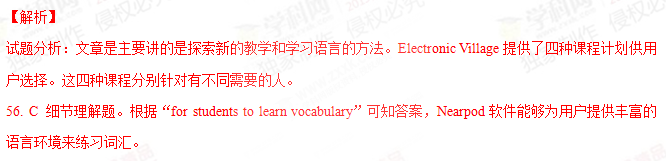 【解析】
试题分析：文章是主要讲的是探索新的教学和学习语言的方法。Electronic Village 提供了四种课程计划供用
户选择。这四种课程分别针对有不同需要的人。
56. C  细节理解题。根据“for students to learn vocabulary”可知答案，Nearpod 软件能够为用户提供丰富的
语言环境来练习词汇。